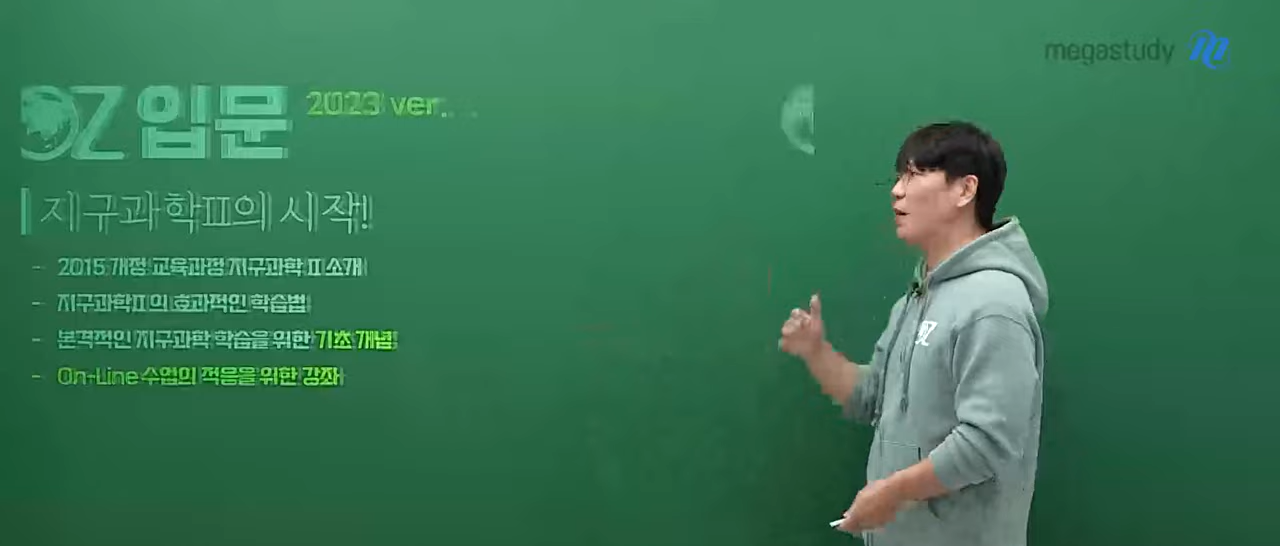 megastudy
OZ 입문 2023 ver...
지구과학II의 시작!
- 2015 개정 교육과정 지구과학 II 소개
- 지구과학II의 효과적인 학습법
- 본격적인 지구과학 학습을 위한 기초 개념
- On-Line 수업의 적응을 위한 강좌
OZ